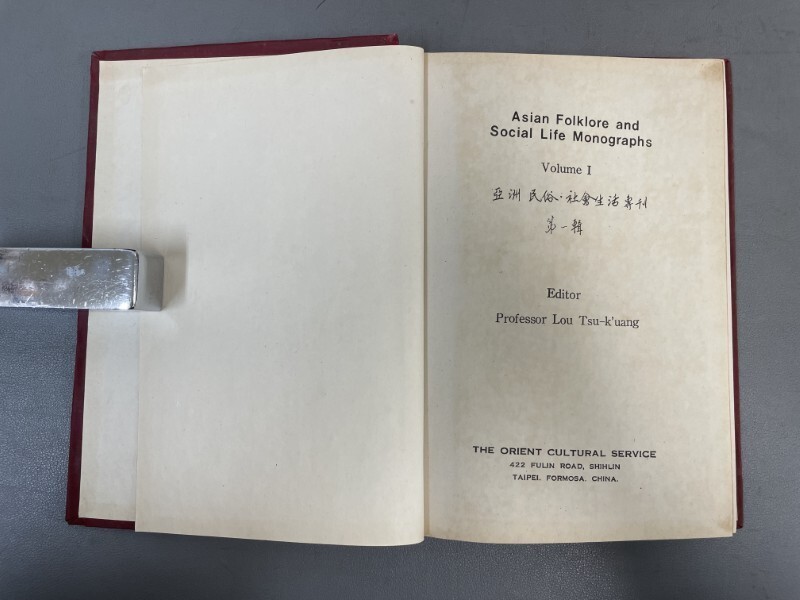 Asian Folklore and
Social Life Monographs
Volume I
亞洲民俗·社會生活專刊
第一輯
Editor
Professor Lou Tsu-k'uang
THE ORIENT CULTURAL SERVICE
422 FULIN ROAD, SHIHLIN
TAIPEI. FORMOSA. CHINA.